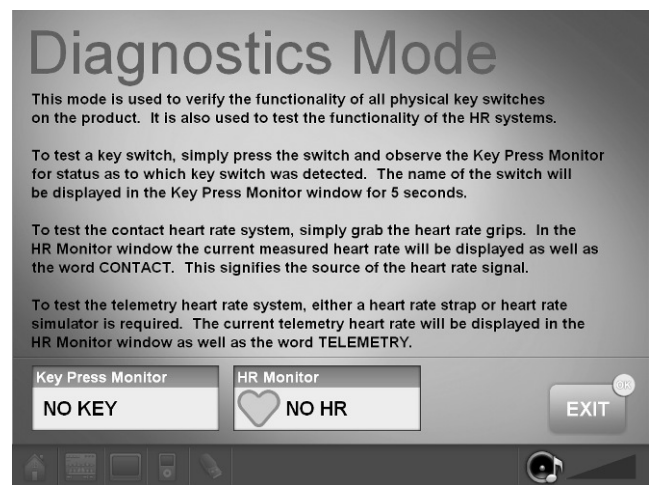 Diagnostics Mode
This mode is used to verify the functionality of all physical key switches
on the product.  It is also used to test the functionality of the HR systems.
To test a key switch, simply press the switch and observe the Key Press Monitor
for status as to which key switch was detected.  The name of the switch will
be displayed in the Key Press Monitor window for 5 seconds.
To test the contact heart rate system, simply grab the heart rate grips.  In the
HR Monitor window the current measured heart rate will be displayed as well as
the word CONTACT.  This signifies the source of the heart rate signal.
To test the telemetry heart rate system, either a heart rate strap or heart rate
simulator is required.  The current telemetry heart rate will be displayed in the
HR Monitor window as well as the word TELEMETRY.
Key Press Monitor
NO KEY
HR Monitor
NO HR
OK
EXIT